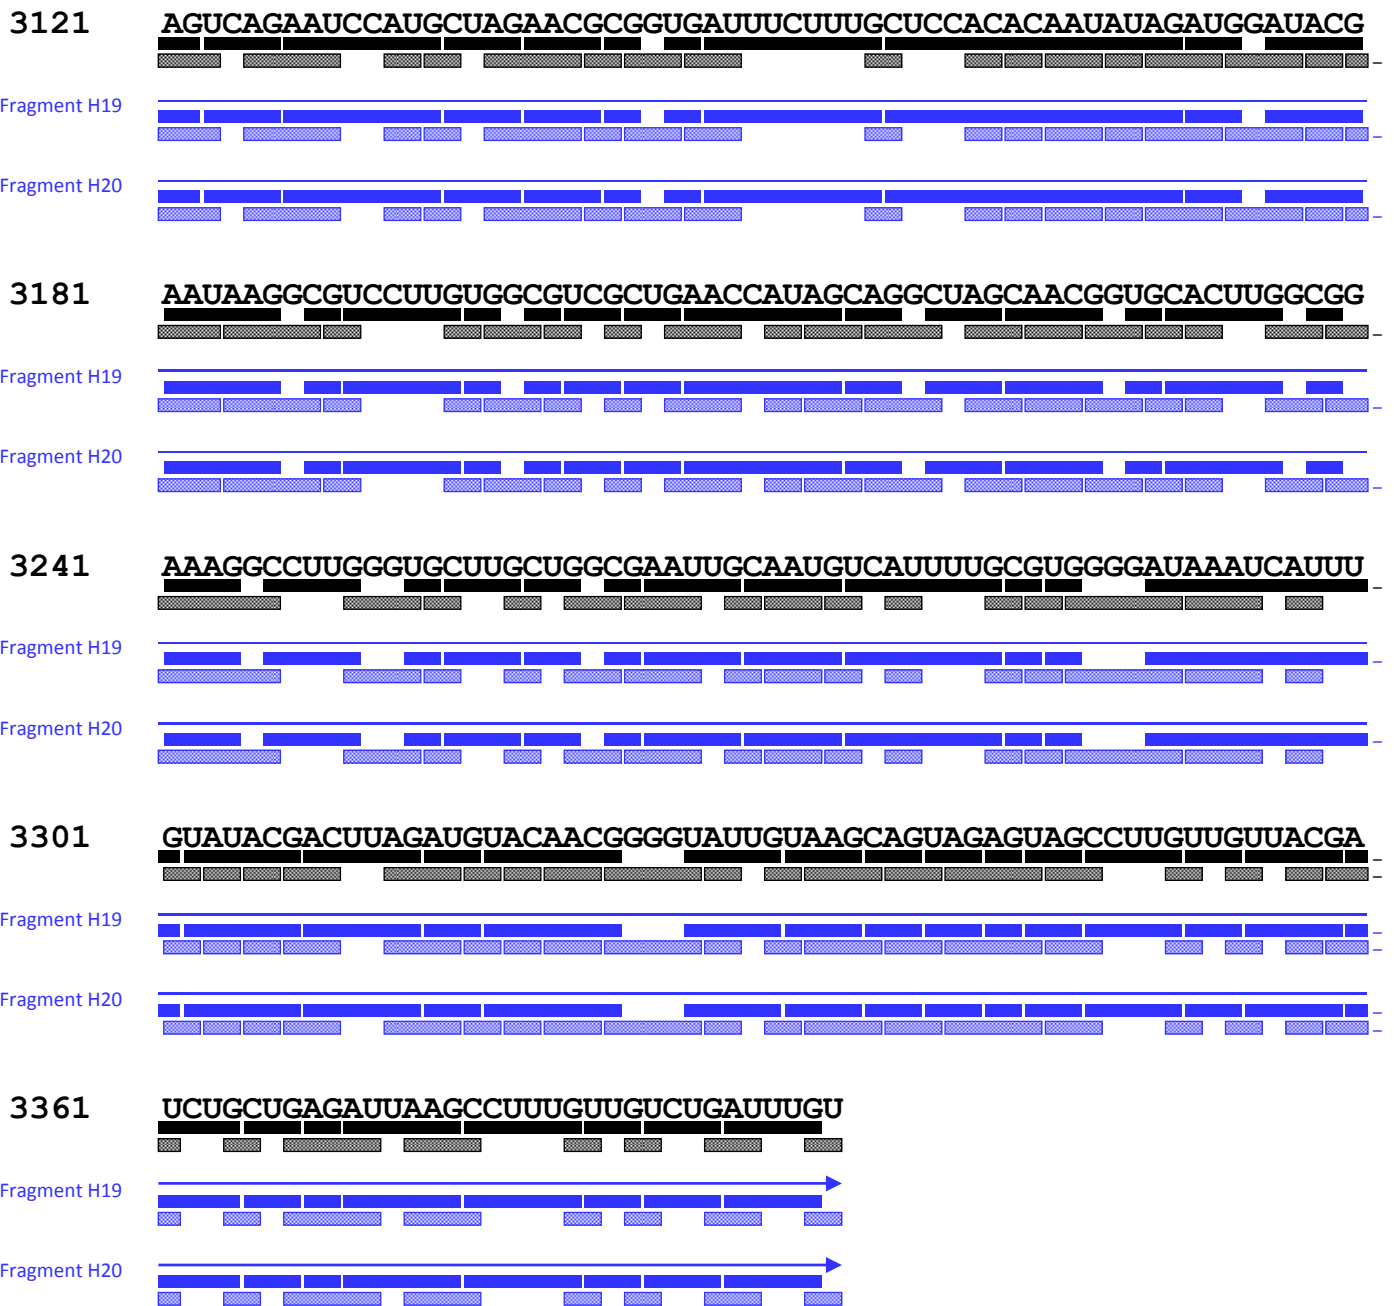 3121 AGUCAGAAUCCAUGCUAGAACGCGGUGAUUUCUUUGCUCCACACAAUAUAGAUGGAUACG
Fragment H19
Fragment H20
3181 AAUAAGGCGUCCUUGUGGCGUCGCUGAACCAUAGCAGGCUAGCAACGGUGCACUUGGCGG
Fragment H19
Fragment H20
3241 AAAGGCCUUGGGUGCUUGCUGGCGAAUUGCAAUGUCAUUUUGCGUGGGGAUAAAUCAUUU
Fragment H19
Fragment H20
3301 GUAUACGACUUAGAUGUACAACGGGGUAUUGUAAGCAGUAGAGUAGCCUUGUUGUUACGA
Fragment H19
Fragment H20
3361 UCUGCUGAGAUUAAGCCUUUGUUGUCUGAUUUGU
Fragment H19
Fragment H20